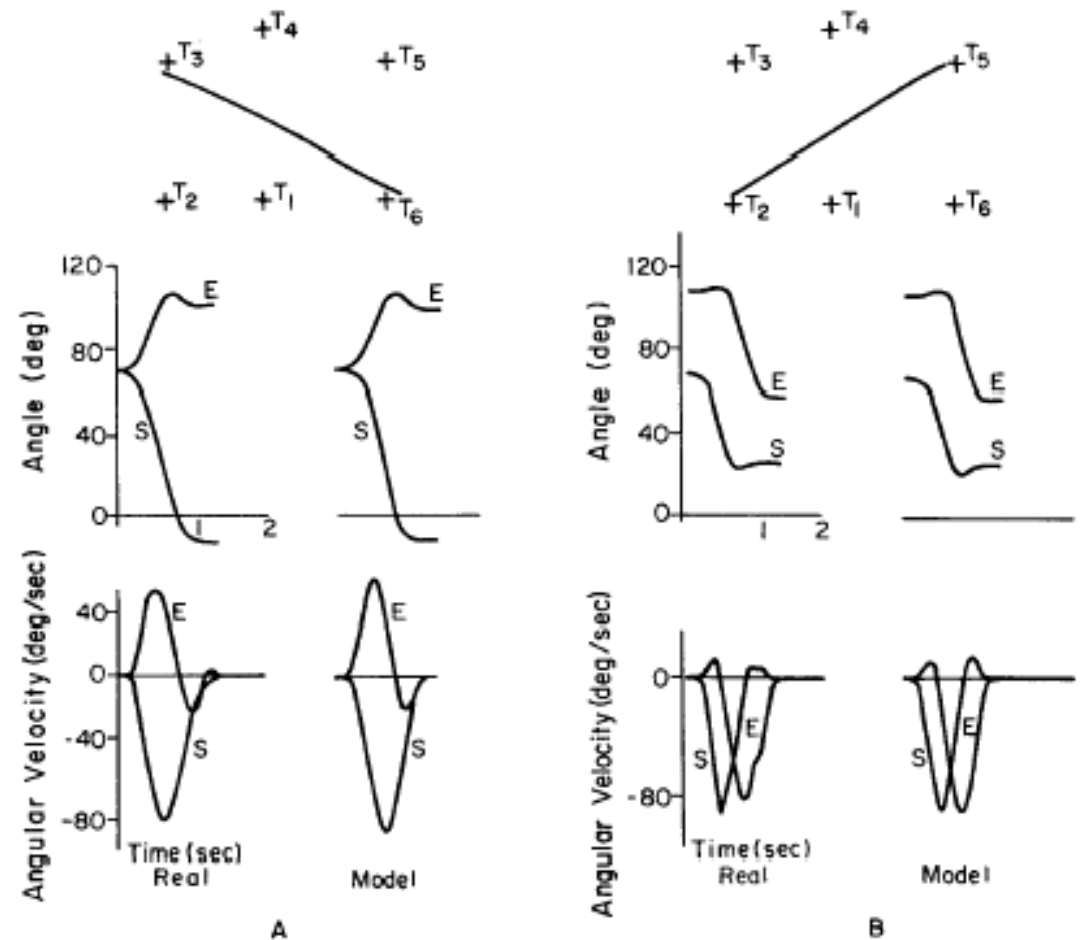 +T4 +T4
+T3 +T5 +T3 +T5
+T2 +T1 +T6 +T2 +T1 +T6
Angle (deg)
120
80
40
0
E
S
1 2
E
S
Angle (deg)
120
80
40
0
E
S
1 2
E
S
Angular Velocity (deg/sec)
40
0
-40
-80
E
S
E
S
Time (sec)
Real
Model
Angular Velocity (deg/sec)
0
-80
E
S
E
S
Time (sec)
Real
Model
A B